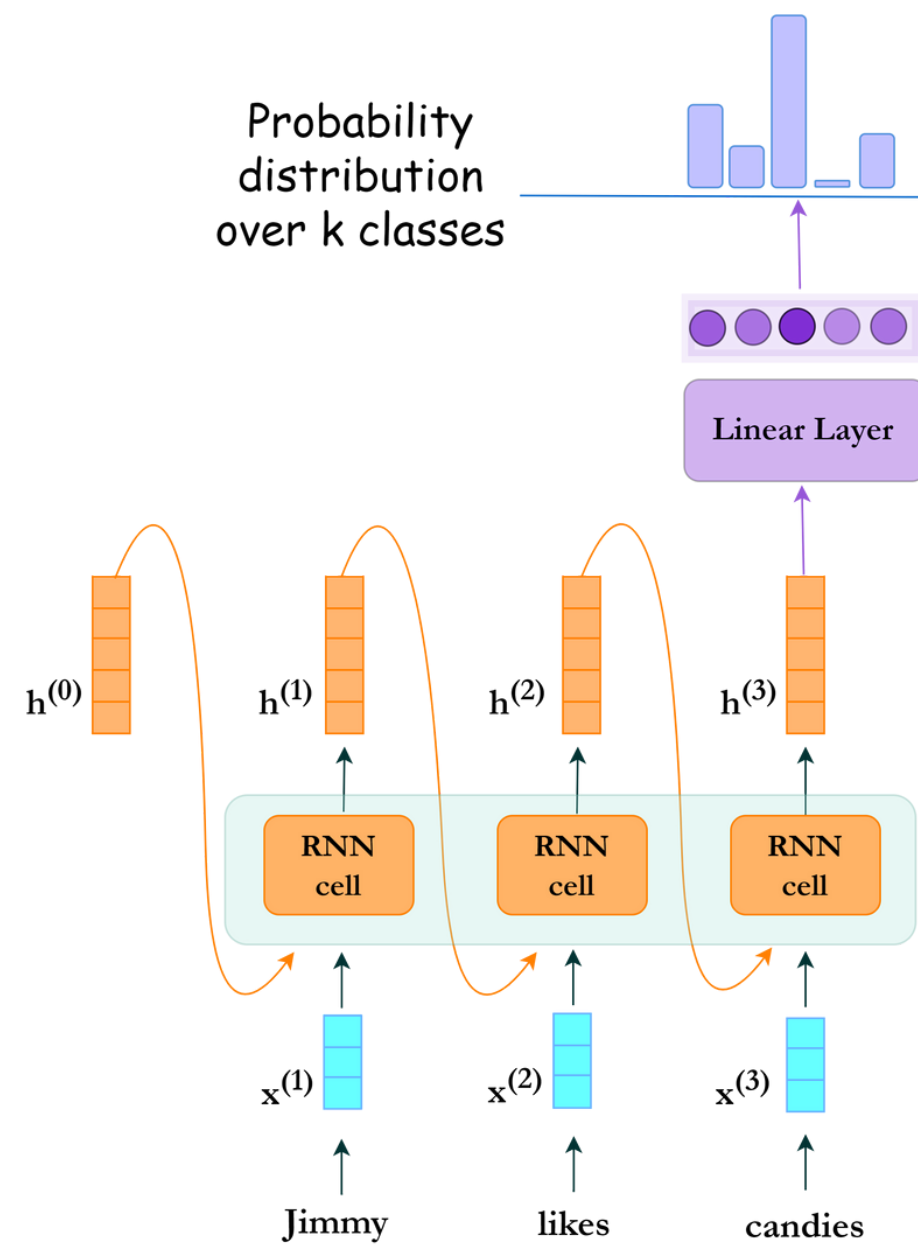 Probability
distribution
over k classes
Linear Layer
h(0)
h(1)
h(2)
h(3)
RNN
cell
RNN
cell
RNN
cell
x(1)
x(2)
x(3)
Jimmy
likes
candies